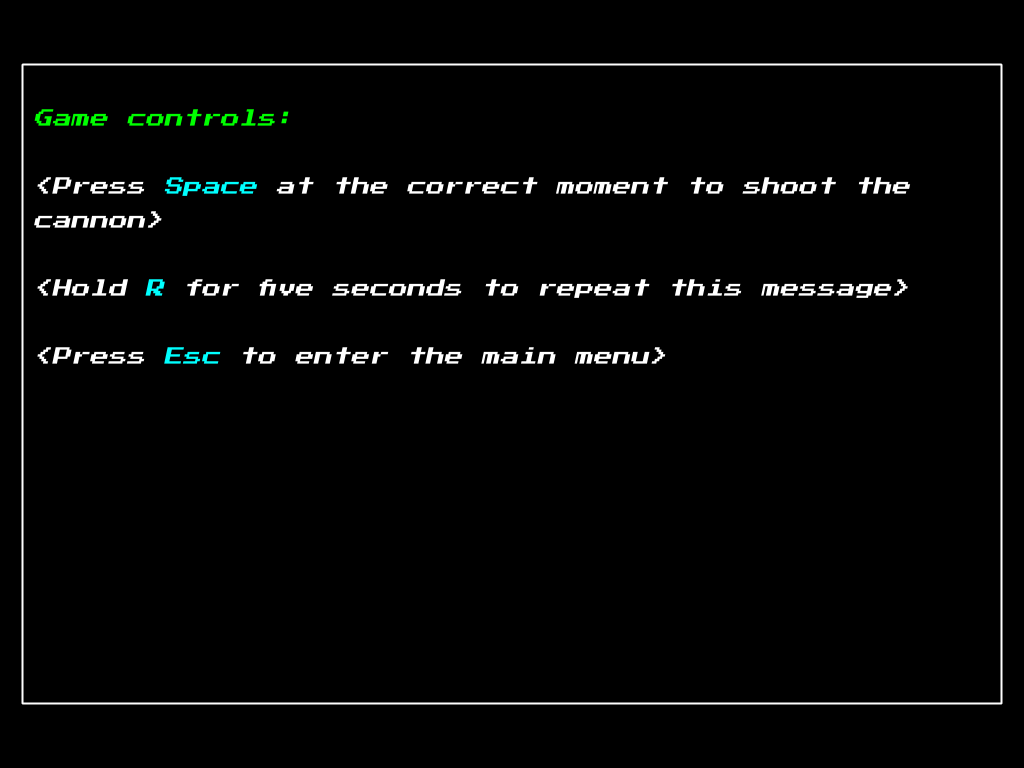 Game controls:
<Press Space at the correct moment to shoot the
cannon>
<Hold R for five seconds to repeat this message>
<Press Esc to enter the main menu>